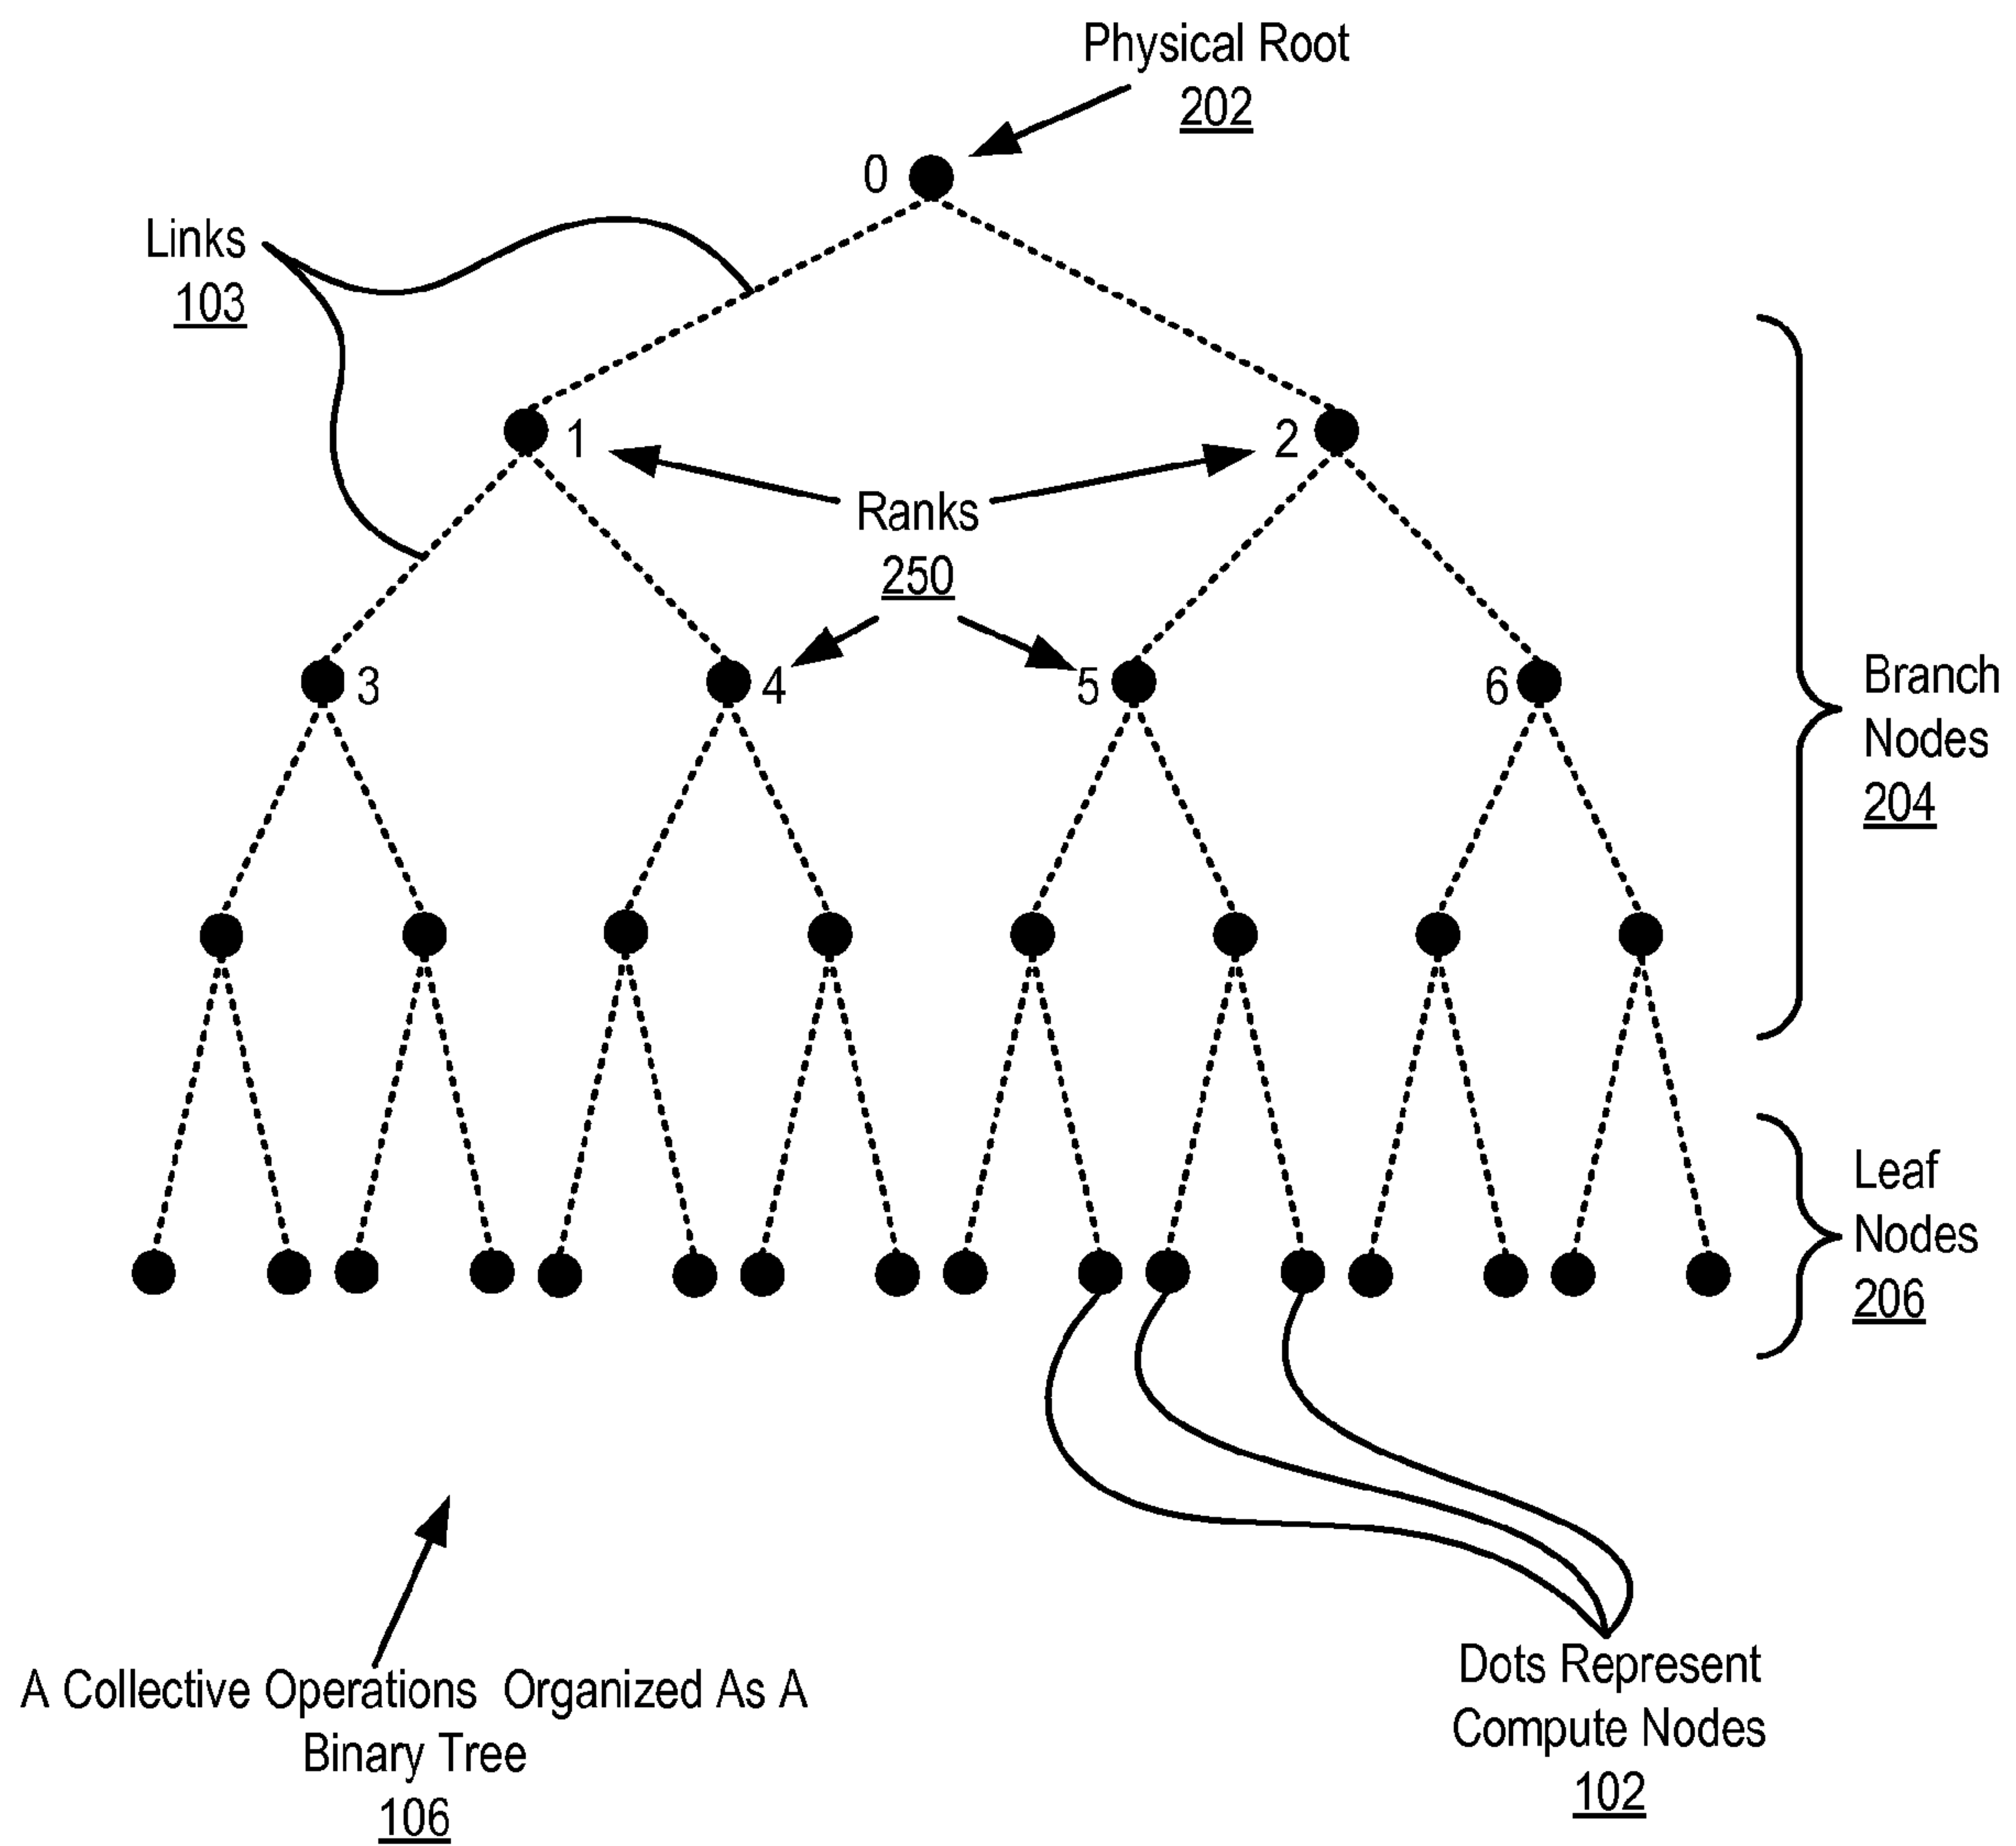 Physical Root
202
0
Links
103
1
2
Ranks
250
3
4
5
6
Branch
Nodes
204
Leaf
Nodes
206
A Collective Operations Organized As A
Binary Tree
106
Dots Represent
Compute Nodes
102